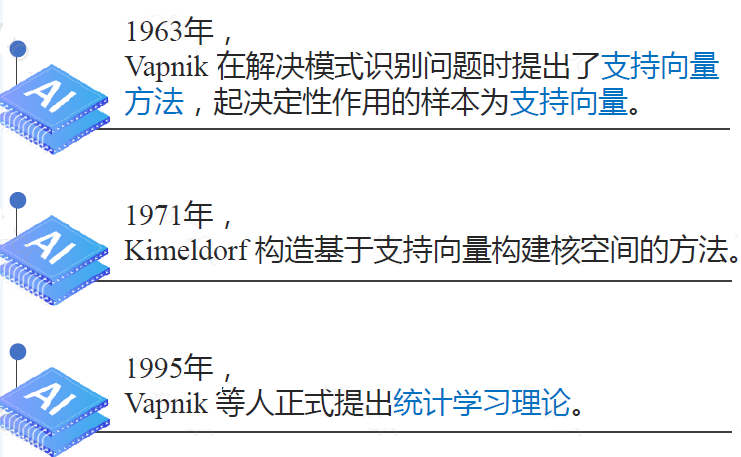 1963年，
Vapnik 在解决模式识别问题时提出了支持向量
方法，起决定性作用的样本为支持向量。
AI
1971年，
Kimeldorf 构造基于支持向量构建核空间的方法。
AI
1995年，
Vapnik 等人正式提出统计学习理论。
AI